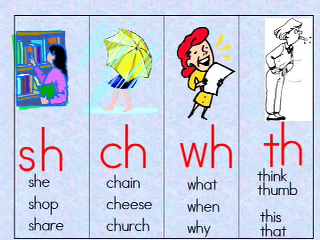 sh
she
shop
share
ch
chain
cheese
church
wh
what
when
why
th
think
thumb
this
that